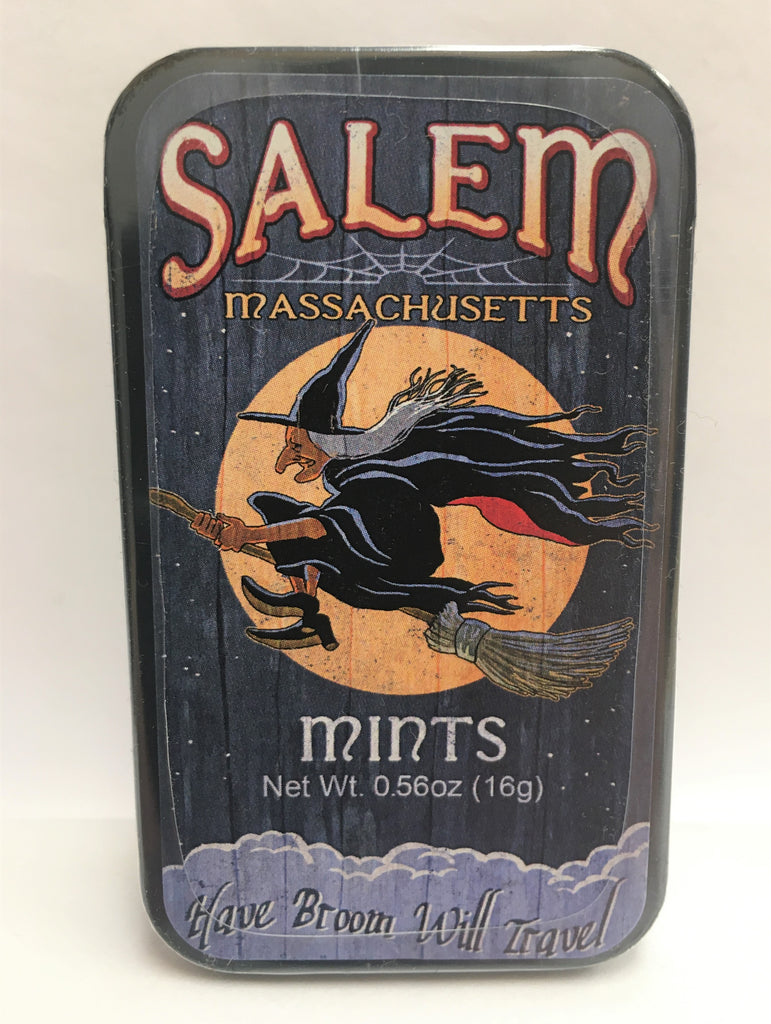 SALEM
MASSACHUSETTS
MINTS
Net Wt. 0.56oz (16g)
Have Broom Will Travel